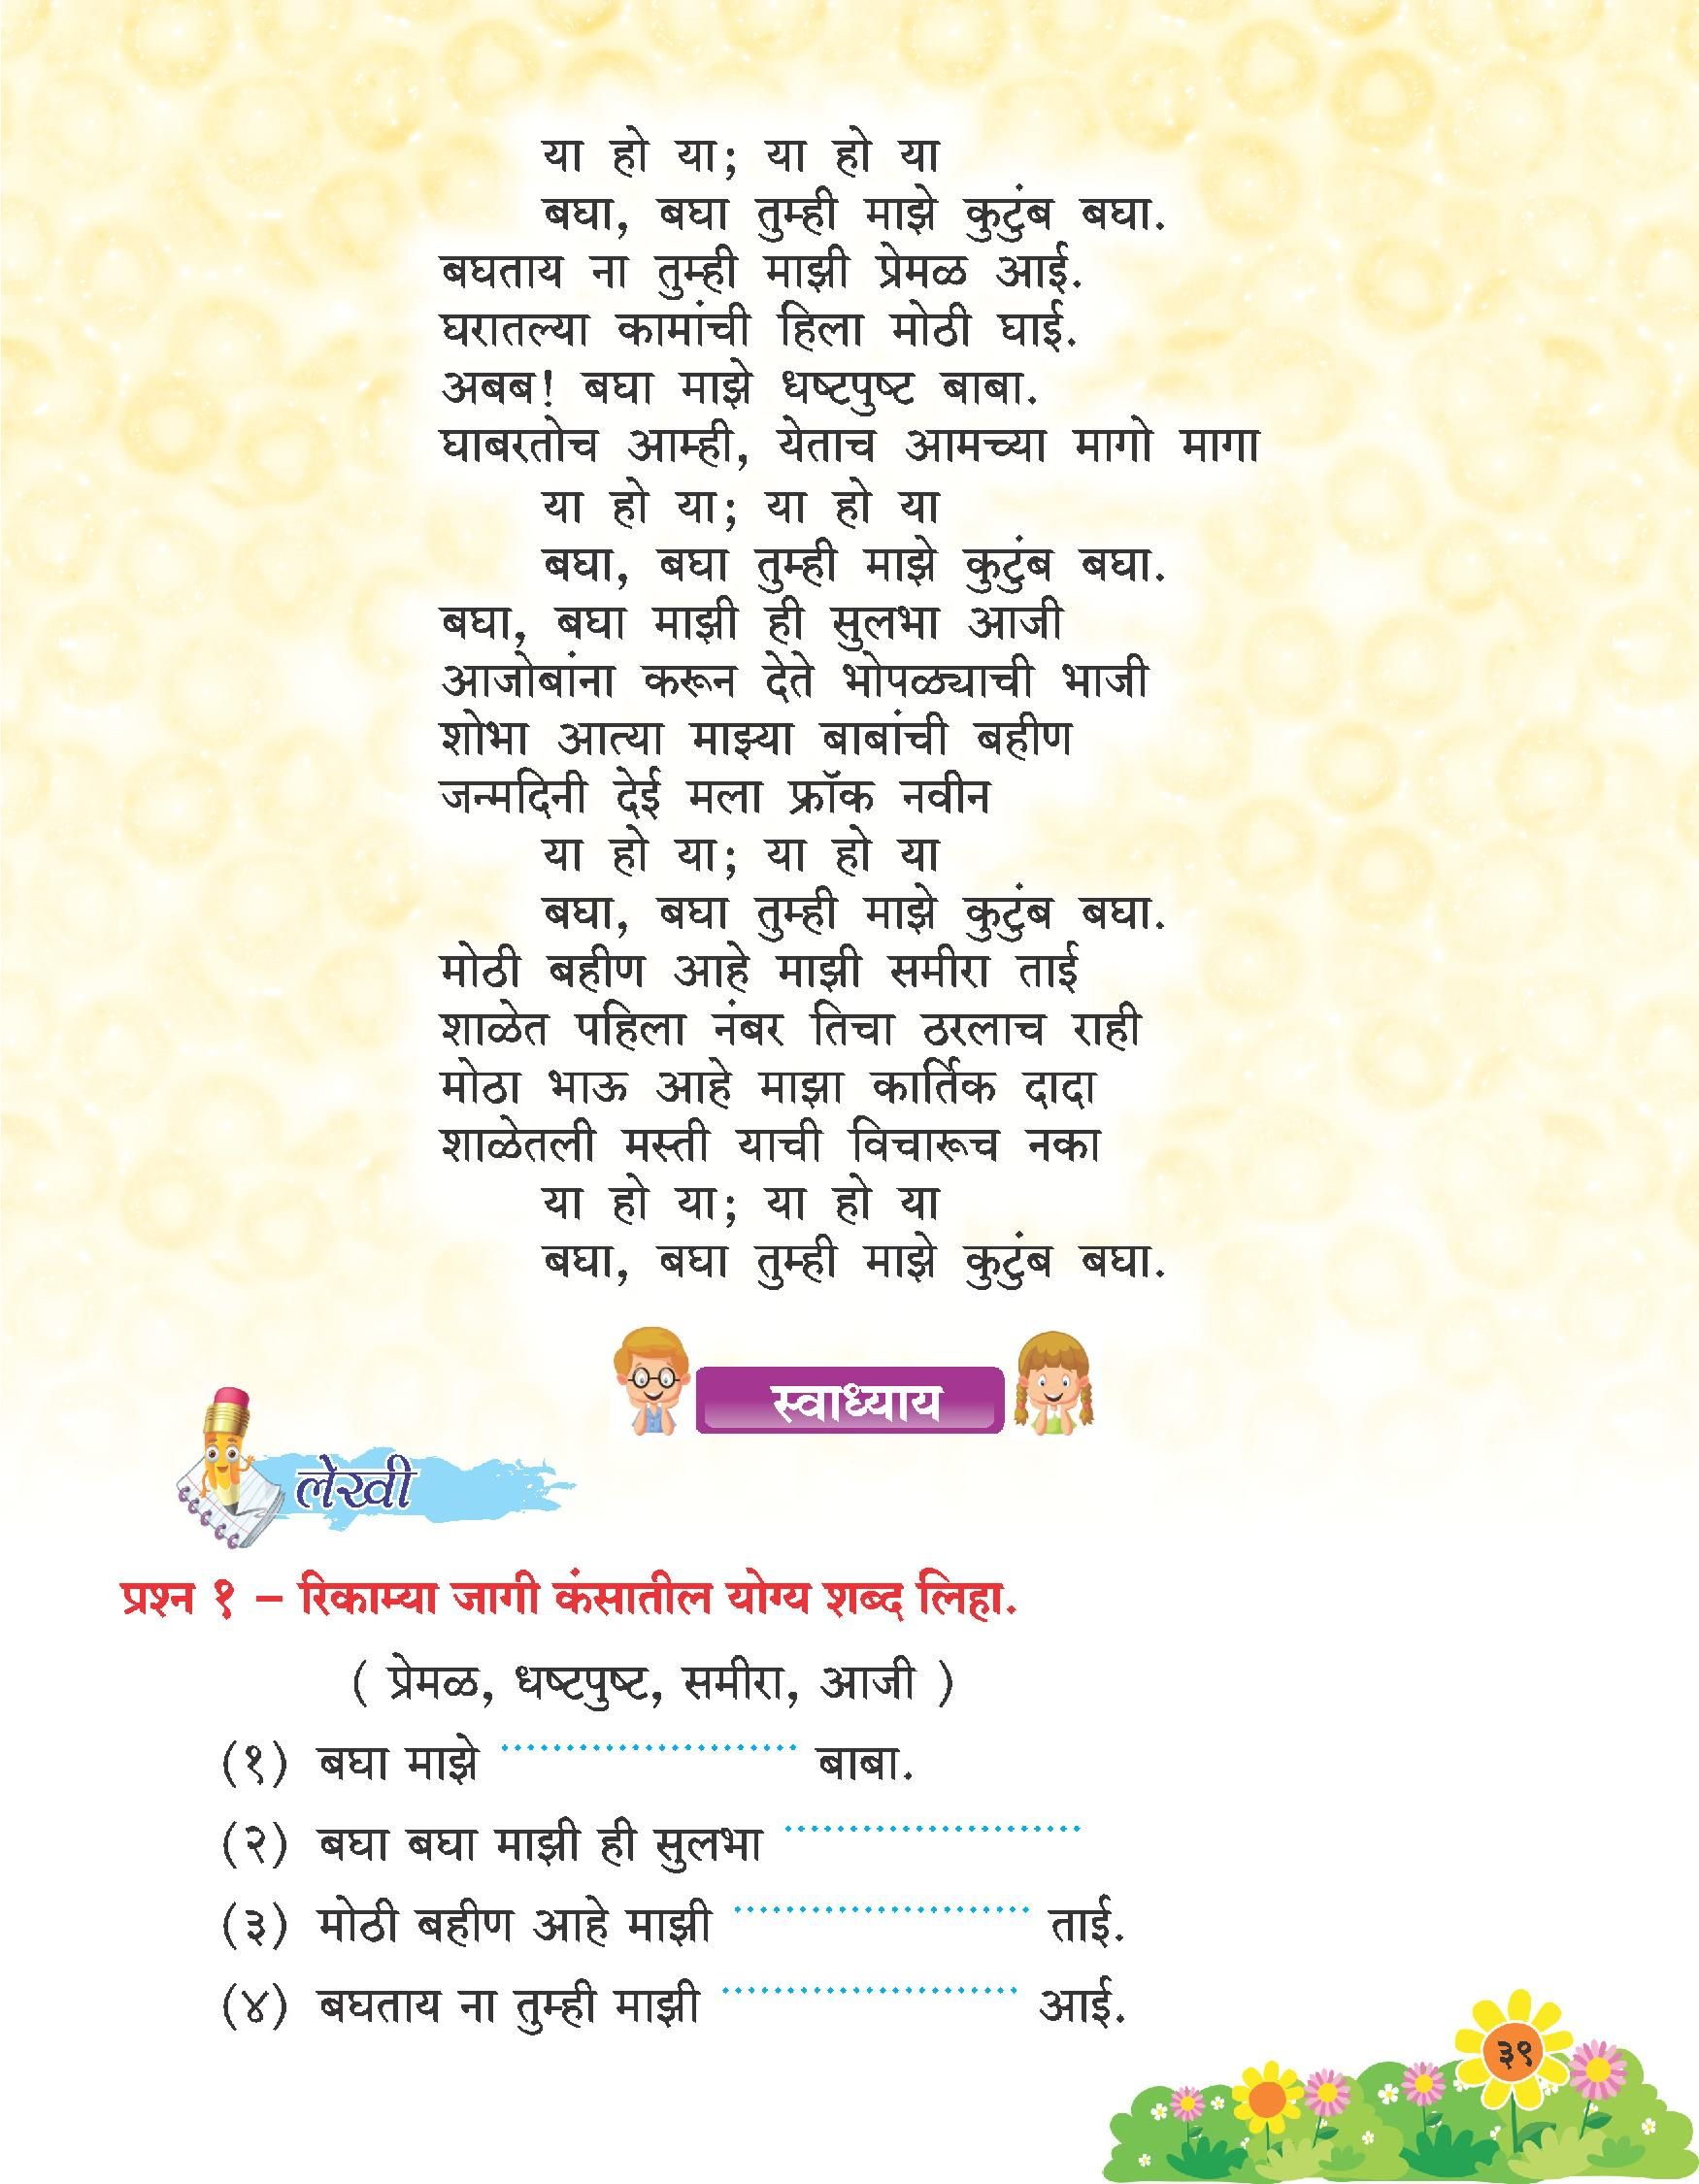 या हो या; या हो या
बघा, बघा तुम्ही माझे कुटुंब बघा.
बघताय ना तुम्ही माझी प्रेमळ आई.
घरातल्या कामांची हिला मोठी घाई.
अबब! बघा माझे धष्टपुष्ट बाबा.
घाबरतोच आम्ही, येताच आमच्या मागो मागा
या हो या; या हो या
बघा, बघा तुम्ही माझे कुटुंब बघा.
बघा, बघा माझी ही सुलभा आजी
आजोबांना करून देते भोपळ्याची भाजी
शोभा आत्या माझ्या बाबांची बहीण
जन्मदिनी देई मला फ्रॉक नवीन
या हो या; या हो या
बघा, बघा तुम्ही माझे कुटुंब बघा.
मोठी बहीण आहे माझी समीरा ताई
शाळेत पहिला नंबर तिचा ठरलाच राही
मोठा भाऊ आहे माझा कार्तिक दादा
शाळेतली मस्ती याची विचारूच नका
या हो या; या हो या
बघा, बघा तुम्ही माझे कुटुंब बघा.
स्वाध्याय
लेखी
प्रश्न १ – रिकाम्या जागी कंसातील योग्य शब्द लिहा.
( प्रेमळ, धष्टपुष्ट, समीरा, आजी )
(१) बघा माझे ........................ बाबा.
(२) बघा बघा माझी ही सुलभा ........................
(३) मोठी बहीण आहे माझी ........................ ताई.
(४) बघताय ना तुम्ही माझी ........................ आई.
३९